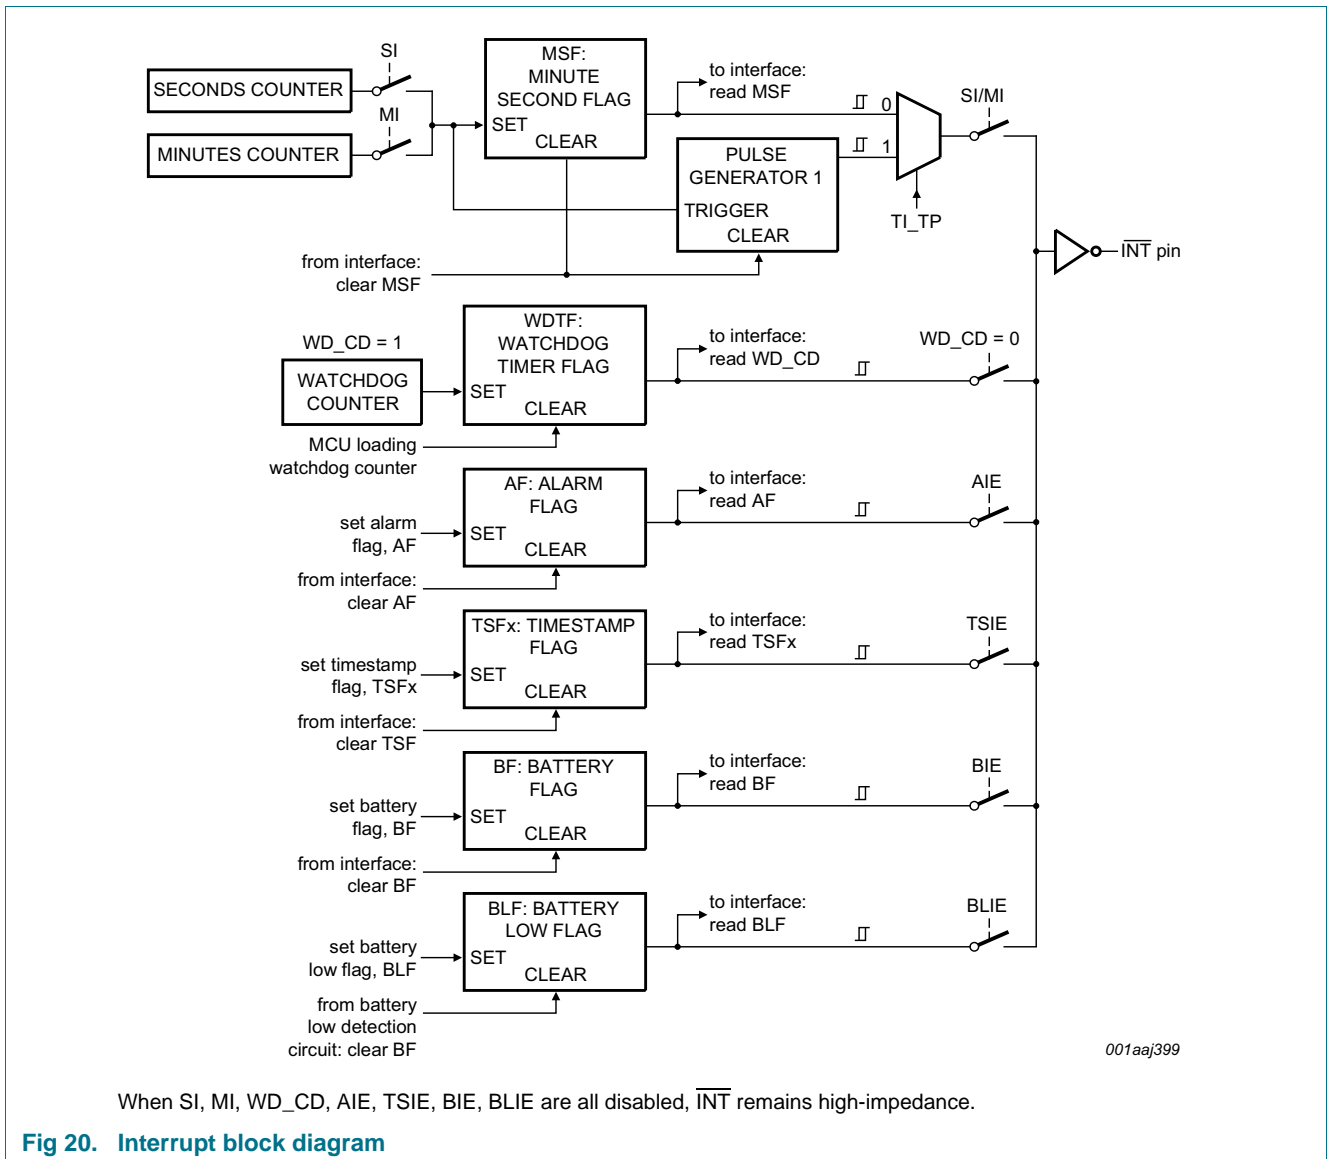 SI
SECONDS COUNTER
MI
MINUTES COUNTER
MSF:
MINUTE
SECOND FLAG
SET
CLEAR
to interface:
read MSF
0
1
SI/MI
PULSE
GENERATOR 1
TRIGGER
CLEAR
TI_TP
INT pin
from interface:
clear MSF
WD_CD = 1
WATCHDOG
COUNTER
WDTF:
WATCHDOG
TIMER FLAG
SET
CLEAR
to interface:
read WD_CD
WD_CD = 0
MCU loading
watchdog counter
AF: ALARM
FLAG
SET
CLEAR
to interface:
read AF
AIE
set alarm
flag, AF
from interface:
clear AF
TSFx: TIMESTAMP
FLAG
SET
CLEAR
to interface:
read TSFx
TSIE
set timestamp
flag, TSFx
from interface:
clear TSF
BF: BATTERY
FLAG
SET
CLEAR
to interface:
read BF
BIE
set battery
flag, BF
from interface:
clear BF
BLF: BATTERY
LOW FLAG
SET
CLEAR
to interface:
read BLF
BLIE
set battery
low flag, BLF
from battery
low detection
circuit: clear BF
001aaj399
When SI, MI, WD_CD, AIE, TSIE, BIE, BLIE are all disabled, INT remains high-impedance.
Fig 20. Interrupt block diagram